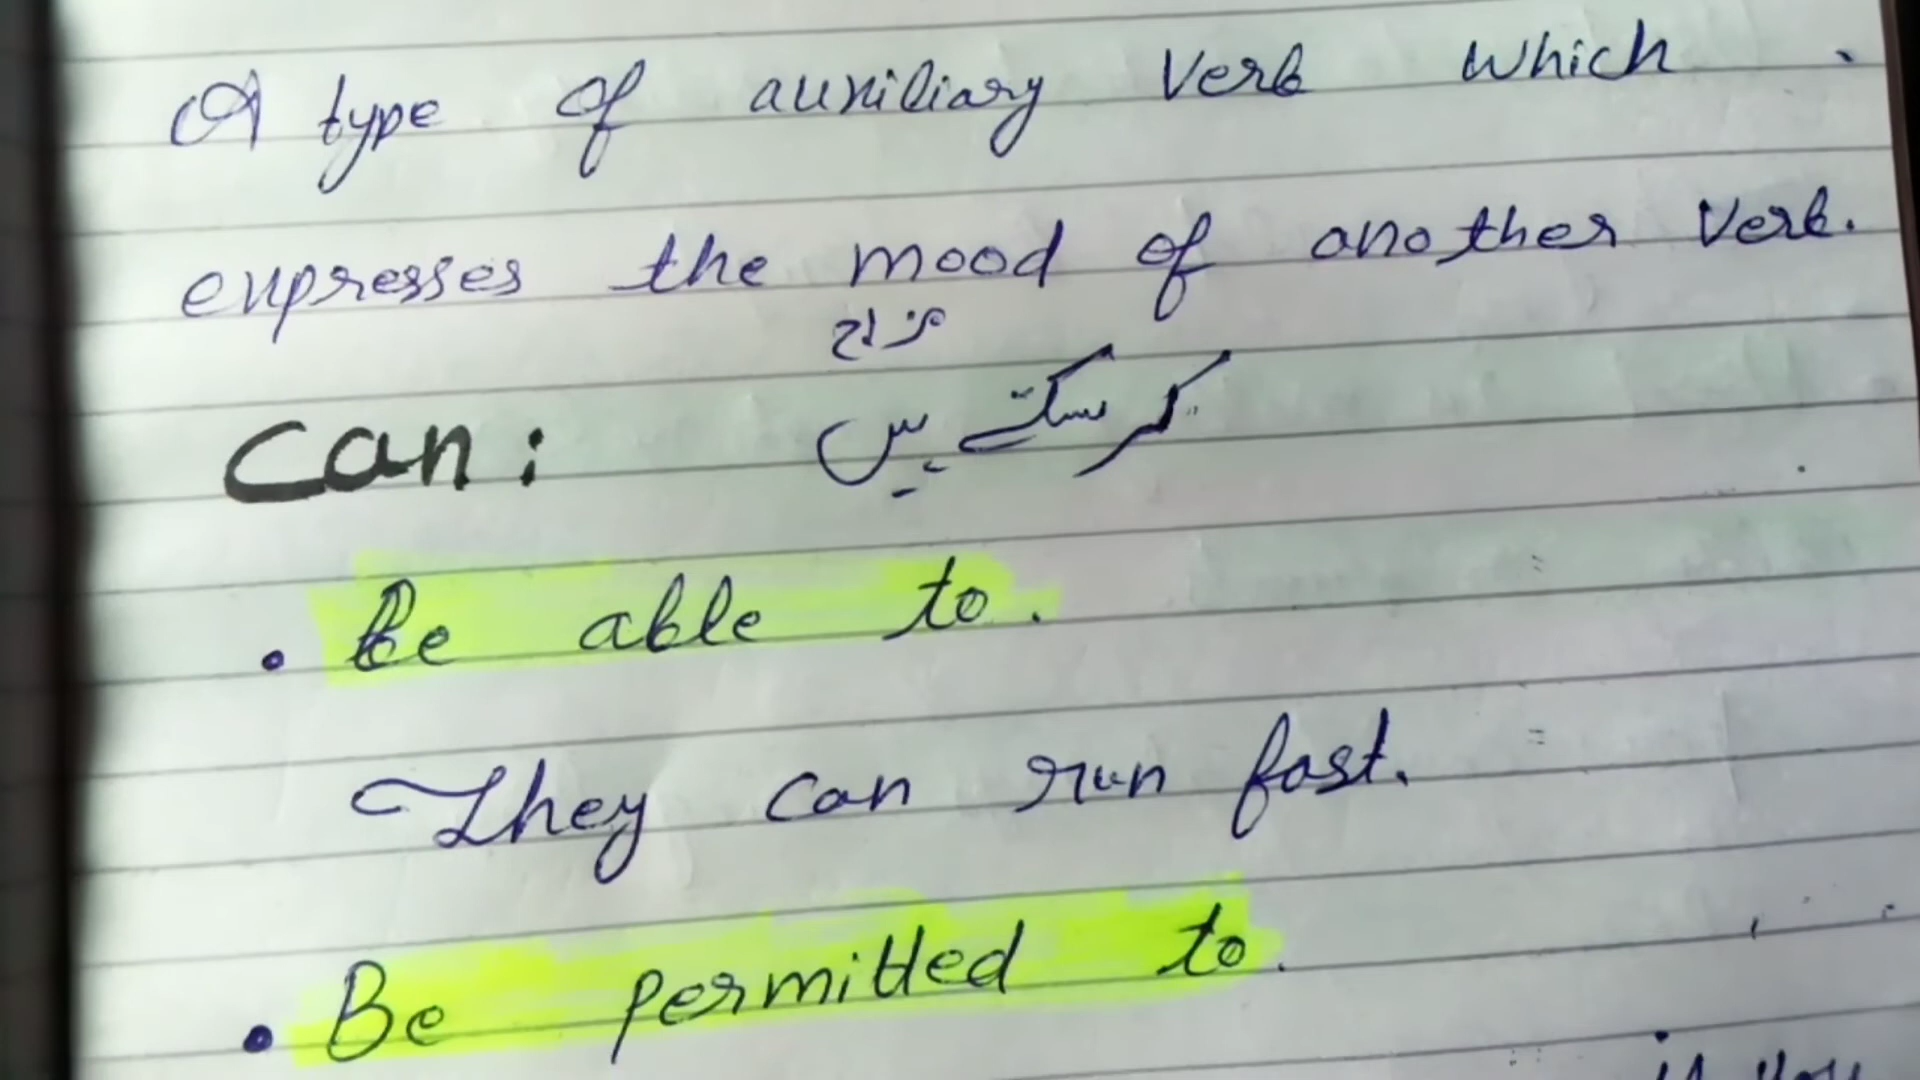 A type of auxiliary verb which
expresses the mood of another verb.
مزاج
Can: کر سکتے ہیں
. Be able to.
They can run fast.
. Be permitted to.